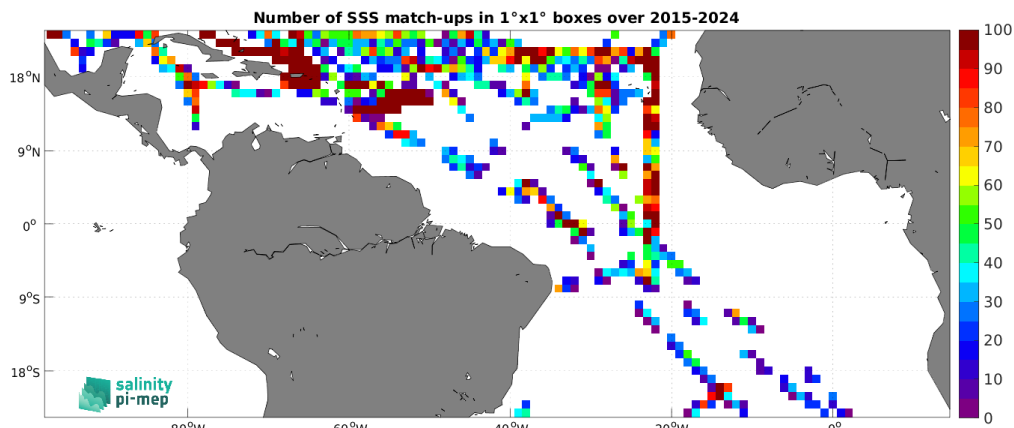 Number of SSS match-ups in 1°x1° boxes over 2015-2024
100
90
80
70
60
50
40
30
20
10
0
18°N
9°N
0°
9°S
18°S
salinity
pi-mep
80°W
60°W
40°W
20°W
0°